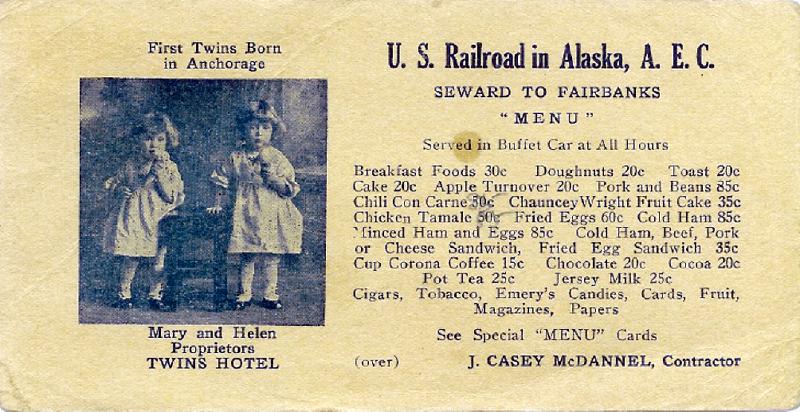 First Twins Born
in Anchorage
Mary and Helen
Proprietors
TWINS HOTEL
U. S. Railroad in Alaska, A. E. C.
SEWARD TO FAIRBANKS
"MENU"
Served in Buffet Car at All Hours
Breakfast Foods 30c Doughnuts 20c Toast 20c
Cake 20c Apple Turnover 20c Pork and Beans 85c
Chili Con Carne 50c Chauncey Wright Fruit Cake 35c
Chicken Tamale 50c Fried Eggs 60c Cold Ham 85c
Minced Ham and Eggs 85c Cold Ham, Beef, Pork
or Cheese Sandwich, Fried Egg Sandwich 35c
Cup Corona Coffee 15c Chocolate 20c Cocoa 20c
Pot Tea 25c Jersey Milk 25c
Cigars, Tobacco, Emery's Candies, Cards, Fruit,
Magazines, Papers
See Special "MENU" Cards
(over) J. CASEY McDANNEL, Contractor